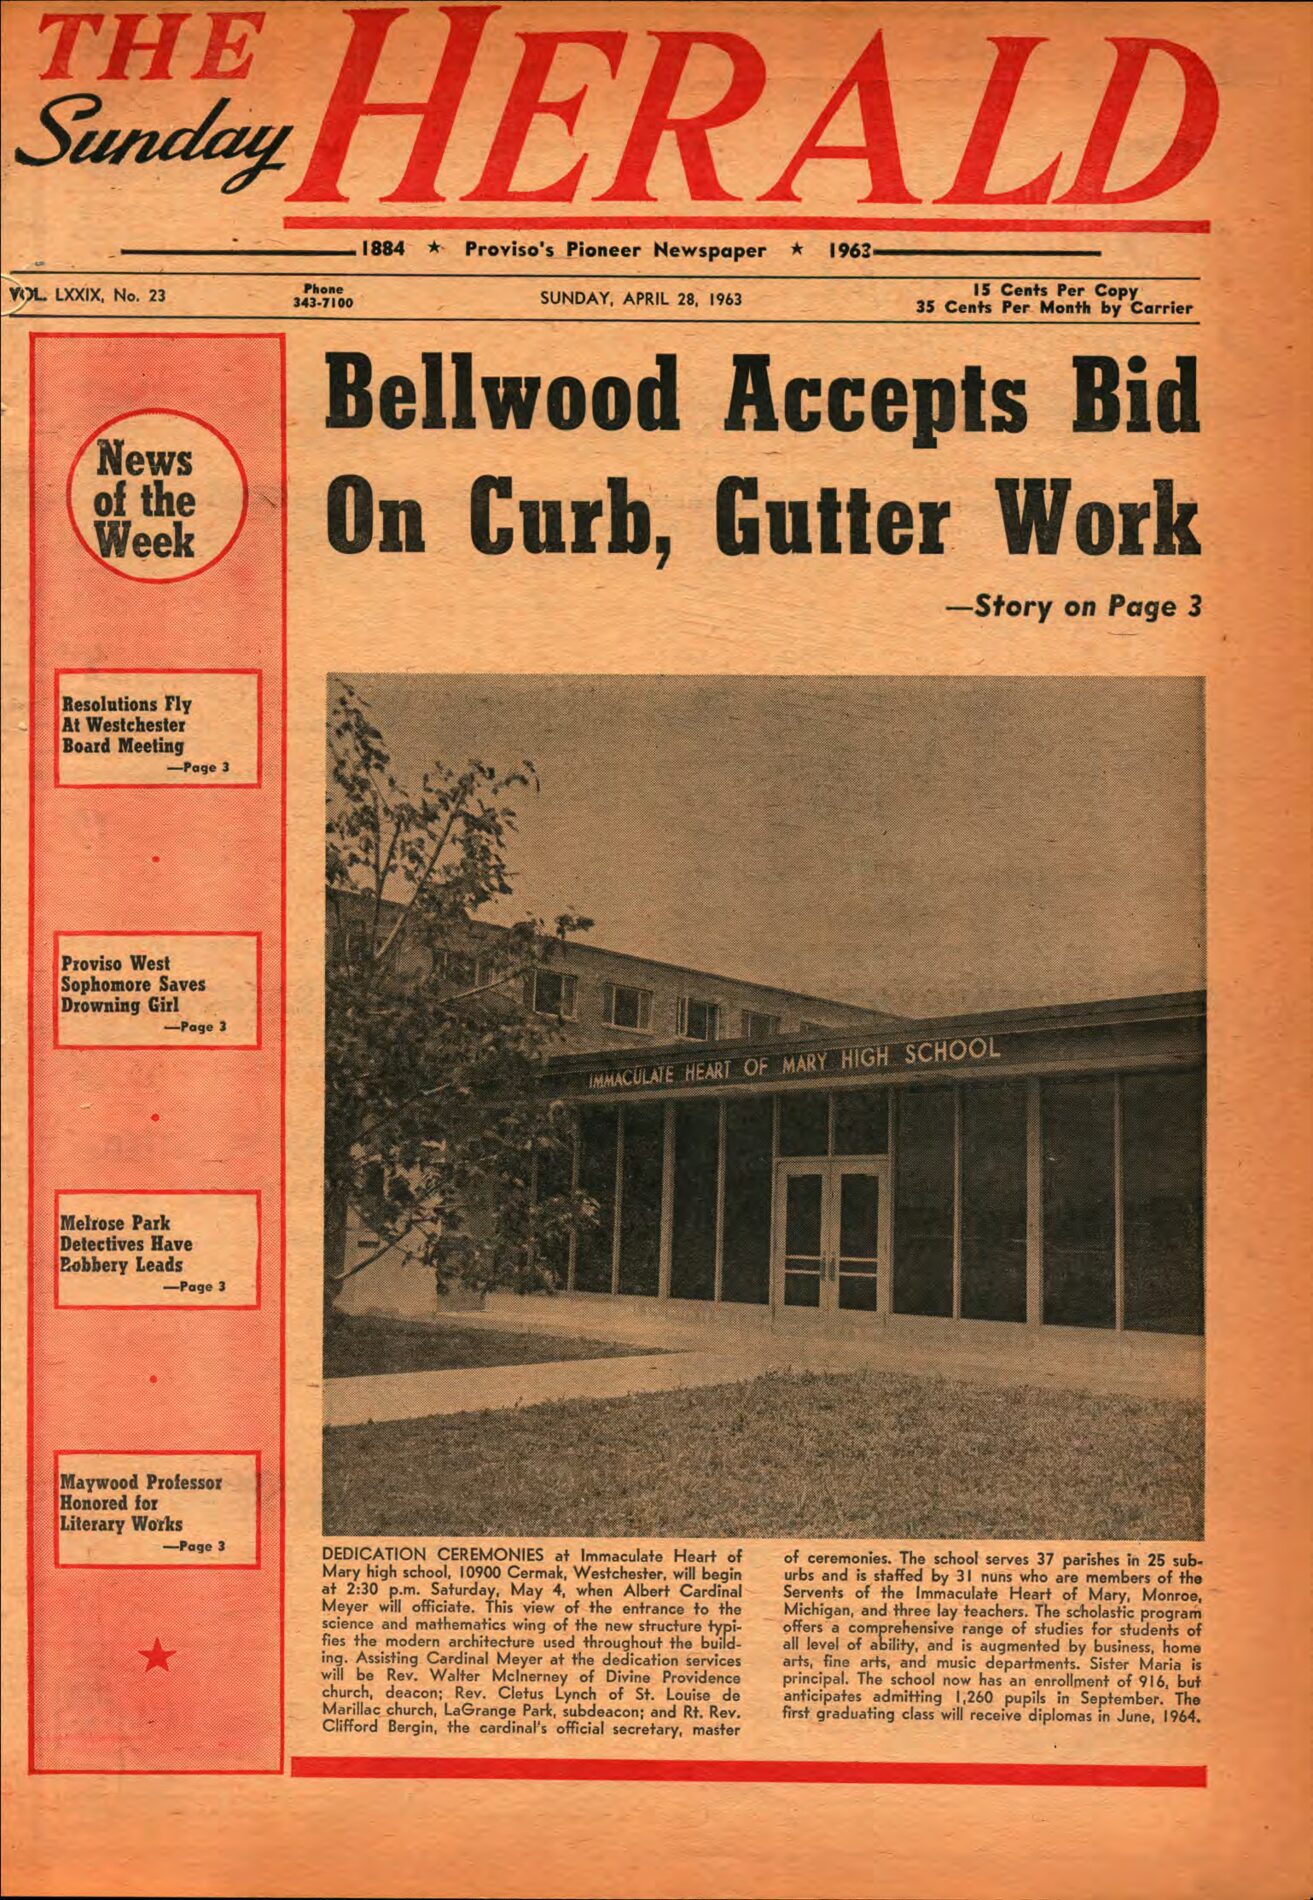 THE
Sunday
HERALD
1884 ★ Proviso's Pioneer Newspaper ★ 1963
VOL. LXXIX, No. 23
Phone
343-7100
SUNDAY, APRIL 28, 1963
15 Cents Per Copy
35 Cents Per Month by Carrier
News
of the
Week
Resolutions Fly
At Westchester
Board Meeting
—Page 3
Proviso West
Sophomore Saves
Drowning Girl
—Page 3
Melrose Park
Detectives Have
Robbery Leads
—Page 3
Maywood Professor
Honored for
Literary Works
—Page 3
Bellwood Accepts Bid
On Curb, Gutter Work
—Story on Page 3
IMMACULATE HEART OF MARY HIGH SCHOOL
DEDICATION CEREMONIES at Immaculate Heart of
Mary high school, 10900 Cermak, Westchester, will begin
at 2:30 p.m. Saturday, May 4, when Albert Cardinal
Meyer will officiate. This view of the entrance to the
science and mathematics wing of the new structure typi-
fies the modern architecture used throughout the build-
ing. Assisting Cardinal Meyer at the dedication services
will be Rev. Walter McInerney of Divine Providence
church, deacon; Rev. Cletus Lynch of St. Louise de
Marillac church, LaGrange Park, subdeacon; and Rt. Rev.
Clifford Bergin, the cardinal's official secretary, master
of ceremonies. The school serves 37 parishes in 25 sub-
urbs and is staffed by 31 nuns who are members of the
Servents of the Immaculate Heart of Mary, Monroe,
Michigan, and three lay teachers. The scholastic program
offers a comprehensive range of studies for students of
all level of ability, and is augmented by business, home
arts, fine arts, and music departments. Sister Maria is
principal. The school now has an enrollment of 916, but
anticipates admitting 1,260 pupils in September. The
first graduating class will receive diplomas in June, 1964.